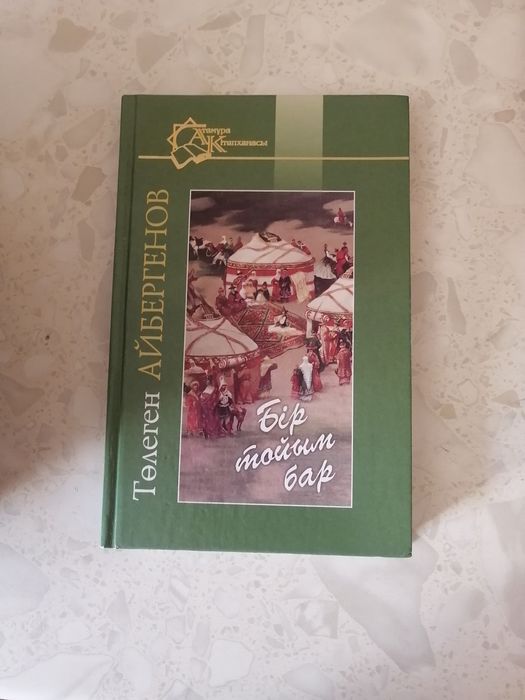 Атамұра
Кітапханасы
Төлеген АЙБЕРГЕНОВ
Бір
тойым
бар